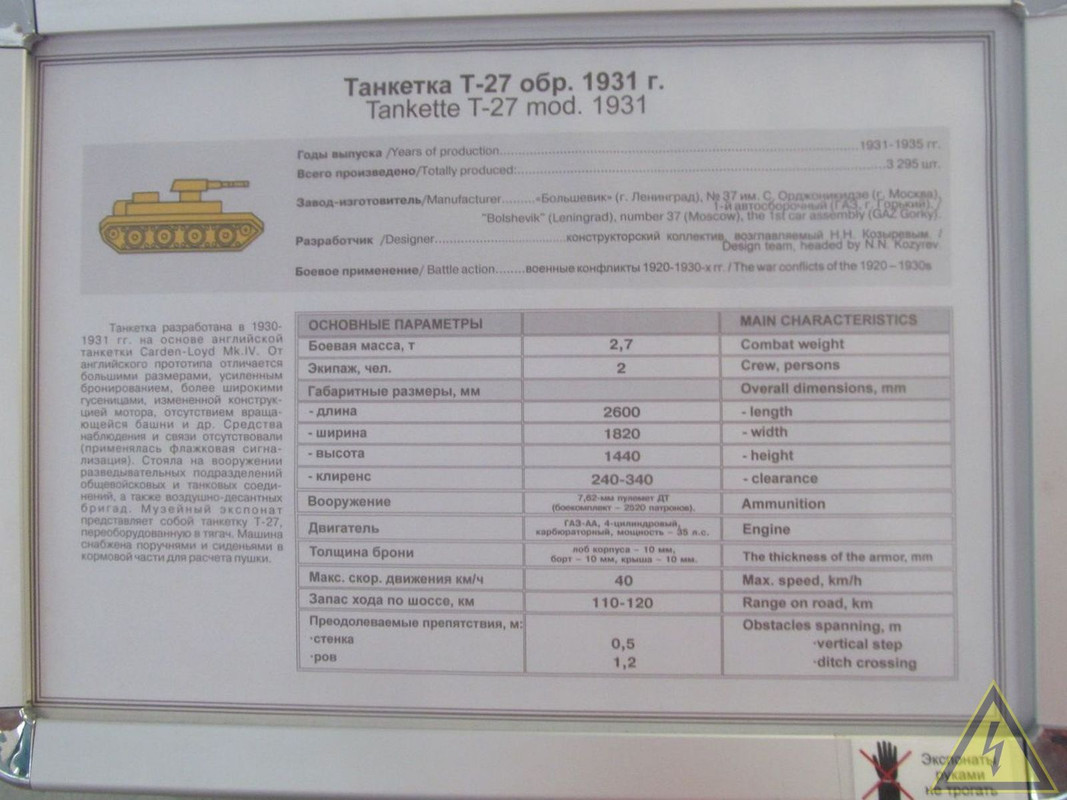 Танкетка Т-27 обр. 1931 г.
Tankette T-27 mod. 1931
Годы выпуска /Years of production.......................................................................1931-1935 гг.
Всего произведено/Totally produced:........................................................................3 295 шт.
Завод-изготовитель/Manufacturer.........«Большевик» (г. Ленинград), № 37 им. С. Орджоникидзе (г. Москва),
1-й автосборочный (ГАЗ, г. Горький). /
"Bolshevik" (Leningrad), number 37 (Moscow), the 1st car assembly (GAZ Gorky).
Разработчик /Designer.........................конструкторский коллектив, возглавляемый Н.Н. Козыревым. /
Design team, headed by N.N. Kozyrev
Боевое применение/ Battle action........военные конфликты 1920-1930-х гг. / The war conflicts of the 1920 – 1930s
Танкетка разработана в 1930-
1931 гг. на основе английской
танкетки Carden-Loyd Mk.IV. От
английского прототипа отличается
большими размерами, усиленным
бронированием, более широкими
гусеницами, измененной конструк-
цией мотора, отсутствием враща-
ющейся башни и др. Средства
наблюдения и связи отсутствовали
(применялась флажковая сигна-
лизация). Стояла на вооружении
разведывательных подразделений
общевойсковых и танковых соеди-
нений, а также воздушно-десантных
бригад. Музейный экспонат
представляет собой танкетку Т-27,
переоборудованную в тягач. Машина
снабжена поручнями и сиденьями в
кормовой части для расчета пушки.
ОСНОВНЫЕ ПАРАМЕТРЫ MAIN CHARACTERISTICS
Боевая масса, т 2,7 Combat weight
Экипаж, чел. 2 Crew, persons
Габаритные размеры, мм Overall dimensions, mm
- длина 2600 - length
- ширина 1820 - width
- высота 1440 - height
- клиренс 240-340 - clearance
Вооружение 7,62-мм пулемет ДТ (боекомплект – 2520 патронов). Ammunition
Двигатель ГАЗ-АА, 4-цилиндровый, карбюраторный, мощность – 35 л.с. Engine
Толщина брони лоб корпуса – 10 мм, борт – 10 мм, крыша – 10 мм. The thickness of the armor, mm
Макс. скор. движения км/ч 40 Max. speed, km/h
Запас хода по шоссе, км 110-120 Range on road, km
Преодолеваемые препятствия, м: Obstacles spanning, m
·стенка 0,5 ·vertical step
·ров 1,2 ·ditch crossing
Экспонаты
руками
не трогать